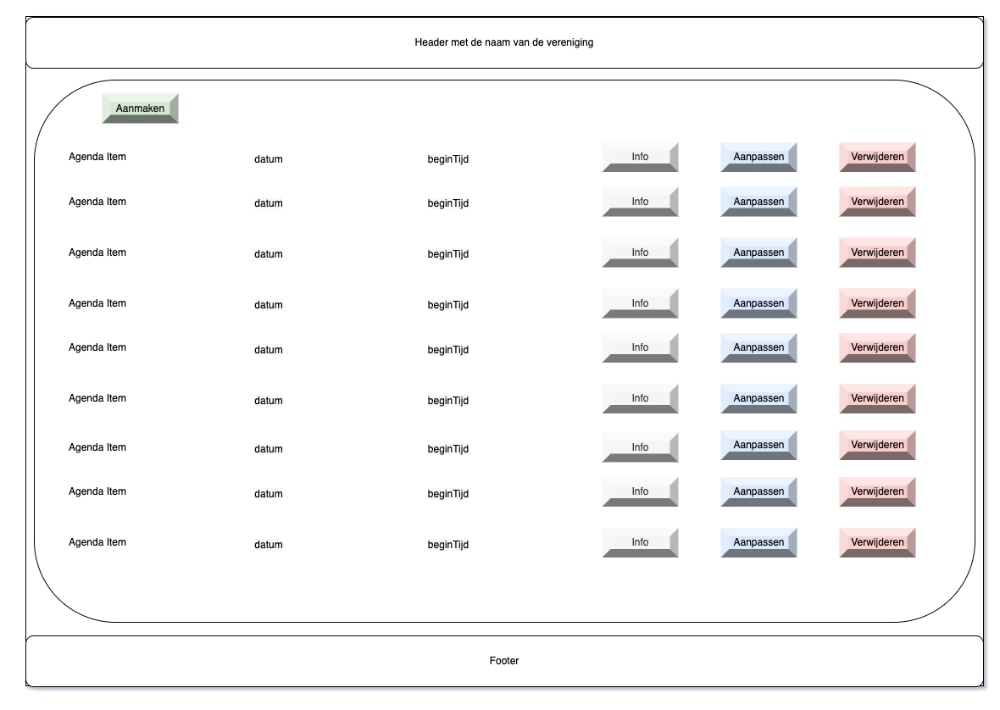 Header met de naam van de vereniging
Aanmaken
Agenda Item datum beginTijd Info Aanpassen Verwijderen
Agenda Item datum beginTijd Info Aanpassen Verwijderen
Agenda Item datum beginTijd Info Aanpassen Verwijderen
Agenda Item datum beginTijd Info Aanpassen Verwijderen
Agenda Item datum beginTijd Info Aanpassen Verwijderen
Agenda Item datum beginTijd Info Aanpassen Verwijderen
Agenda Item datum beginTijd Info Aanpassen Verwijderen
Agenda Item datum beginTijd Info Aanpassen Verwijderen
Agenda Item datum beginTijd Info Aanpassen Verwijderen
Footer